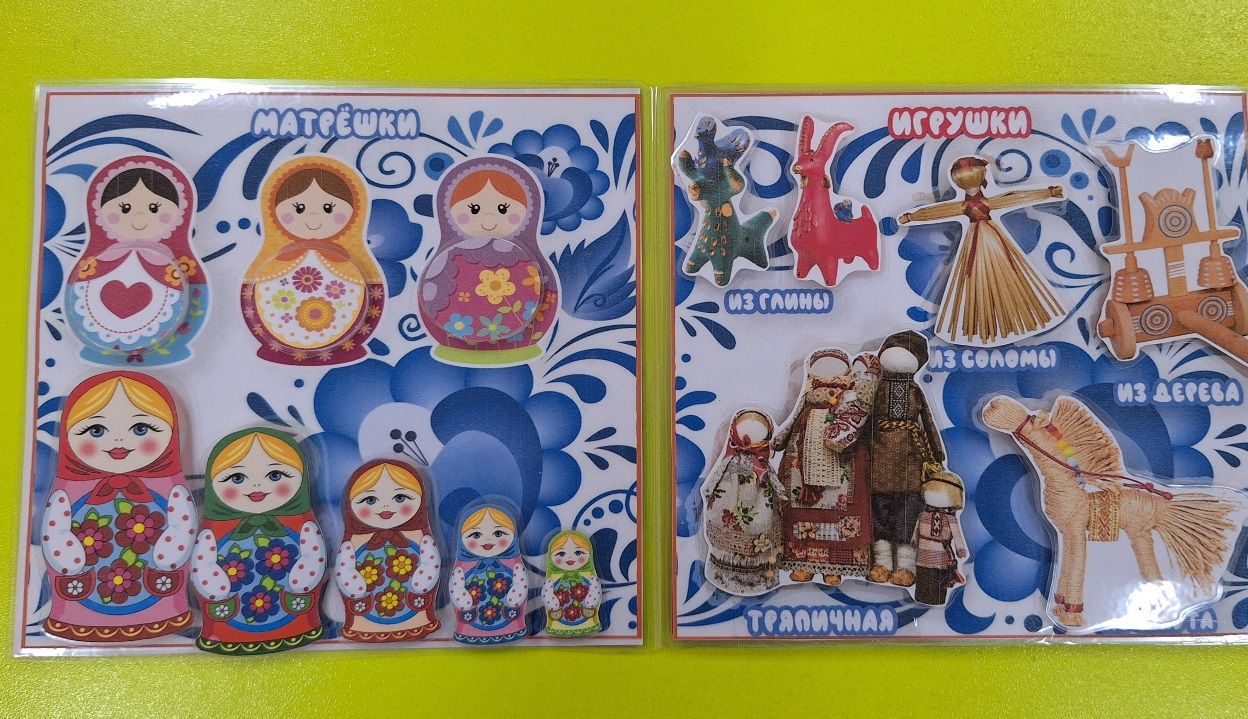 МАТРЁШКИ
ИГРУШКИ
ИЗ ГЛИНЫ
ИЗ СОЛОМЫ
ИЗ ДЕРЕВА
ТРЯПИЧНАЯ